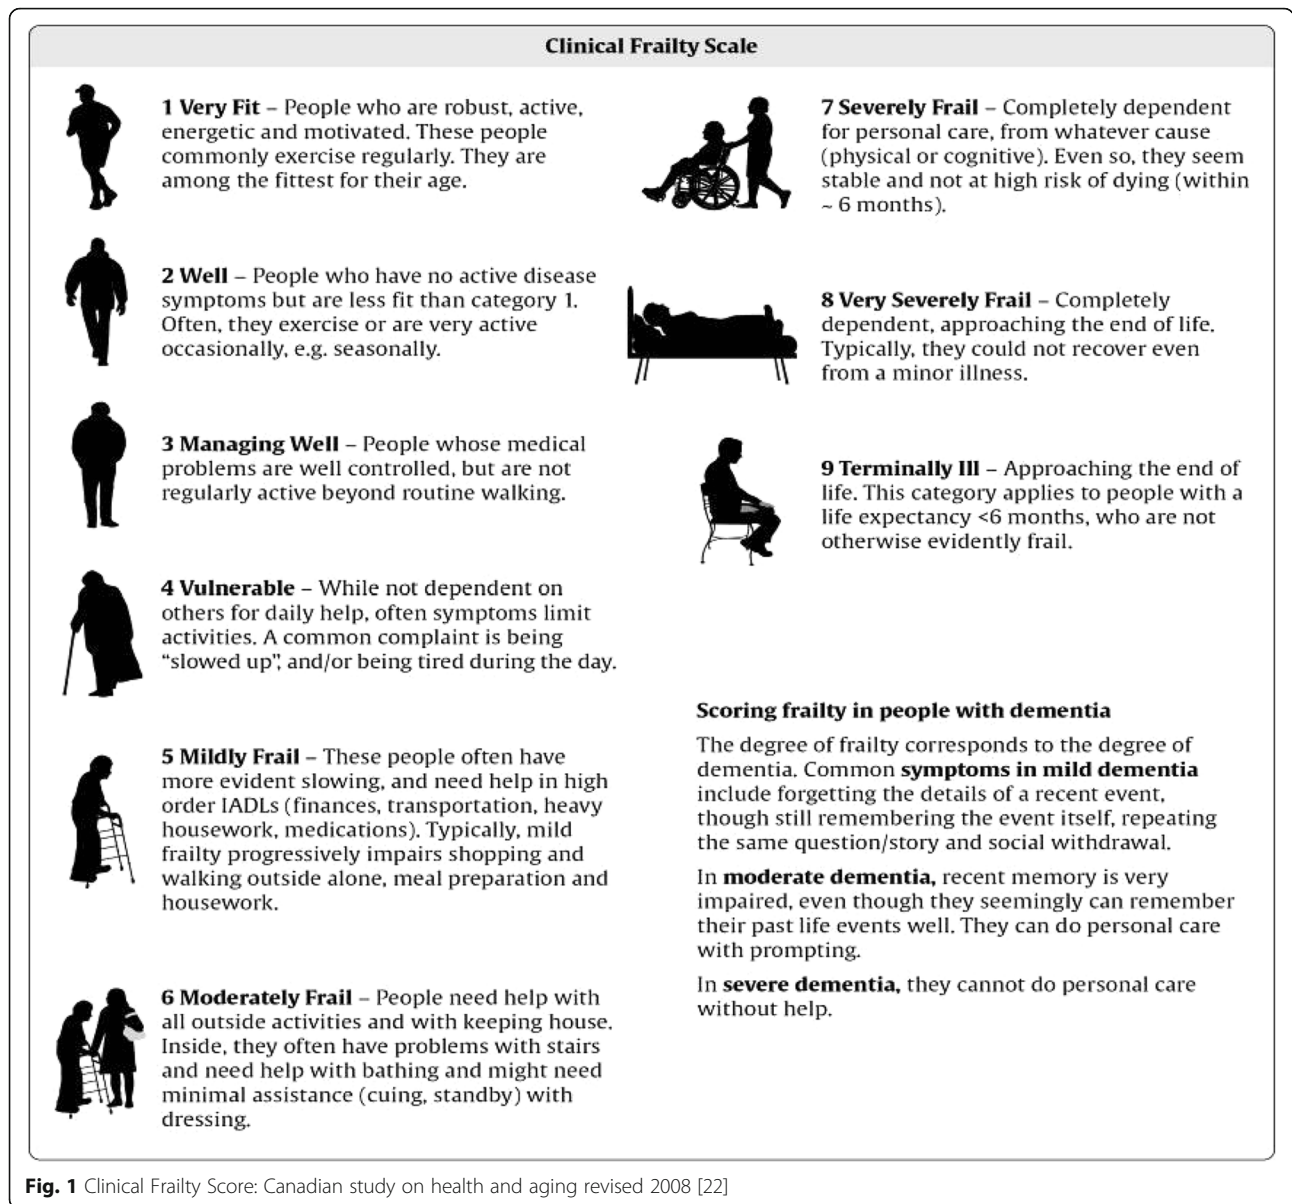 Clinical Frailty Scale
1 Very Fit – People who are robust, active,
energetic and motivated. These people
commonly exercise regularly. They are
among the fittest for their age.
2 Well – People who have no active disease
symptoms but are less fit than category 1.
Often, they exercise or are very active
occasionally, e.g. seasonally.
3 Managing Well – People whose medical
problems are well controlled, but are not
regularly active beyond routine walking.
4 Vulnerable – While not dependent on
others for daily help, often symptoms limit
activities. A common complaint is being
“slowed up”, and/or being tired during the day.
5 Mildly Frail – These people often have
more evident slowing, and need help in high
order IADLs (finances, transportation, heavy
housework, medications). Typically, mild
frailty progressively impairs shopping and
walking outside alone, meal preparation and
housework.
6 Moderately Frail – People need help with
all outside activities and with keeping house.
Inside, they often have problems with stairs
and need help with bathing and might need
minimal assistance (cuing, standby) with
dressing.
7 Severely Frail – Completely dependent
for personal care, from whatever cause
(physical or cognitive). Even so, they seem
stable and not at high risk of dying (within
~ 6 months).
8 Very Severely Frail – Completely
dependent, approaching the end of life.
Typically, they could not recover even
from a minor illness.
9 Terminally Ill – Approaching the end of
life. This category applies to people with a
life expectancy <6 months, who are not
otherwise evidently frail.
Scoring frailty in people with dementia
The degree of frailty corresponds to the degree of
dementia. Common symptoms in mild dementia
include forgetting the details of a recent event,
though still remembering the event itself, repeating
the same question/story and social withdrawal.
In moderate dementia, recent memory is very
impaired, even though they seemingly can remember
their past life events well. They can do personal care
with prompting.
In severe dementia, they cannot do personal care
without help.
Fig. 1 Clinical Frailty Score: Canadian study on health and aging revised 2008 [22]